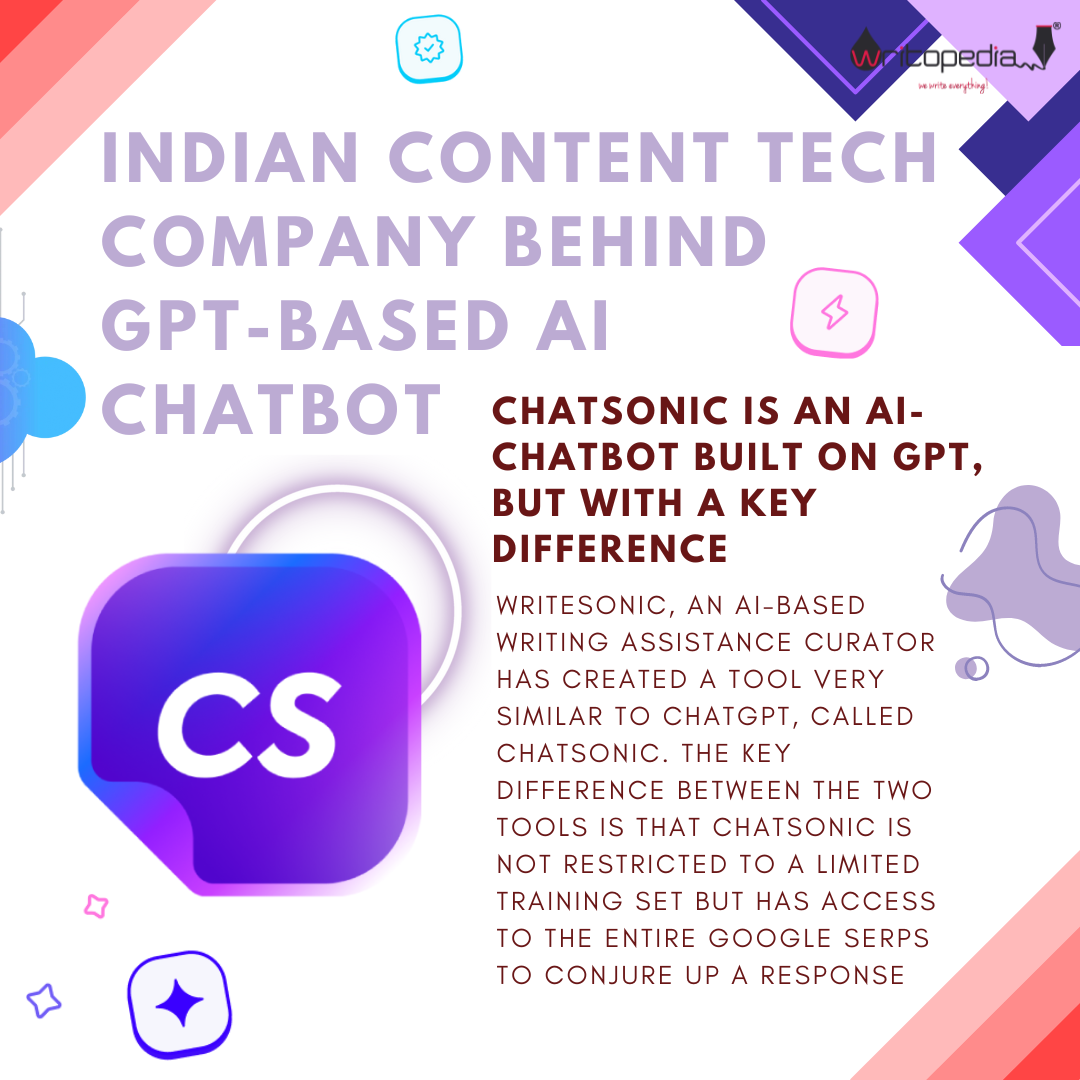 writopedia®
we write everything!
INDIAN CONTENT TECH
COMPANY BEHIND
GPT-BASED AI
CHATBOT
CHATSONIC IS AN AI-
CHATBOT BUILT ON GPT,
BUT WITH A KEY
DIFFERENCE
CS
WRITESONIC, AN AI-BASED
WRITING ASSISTANCE CURATOR
HAS CREATED A TOOL VERY
SIMILAR TO CHATGPT, CALLED
CHATSONIC. THE KEY
DIFFERENCE BETWEEN THE TWO
TOOLS IS THAT CHATSONIC IS
NOT RESTRICTED TO A LIMITED
TRAINING SET BUT HAS ACCESS
TO THE ENTIRE GOOGLE SERPS
TO CONJURE UP A RESPONSE